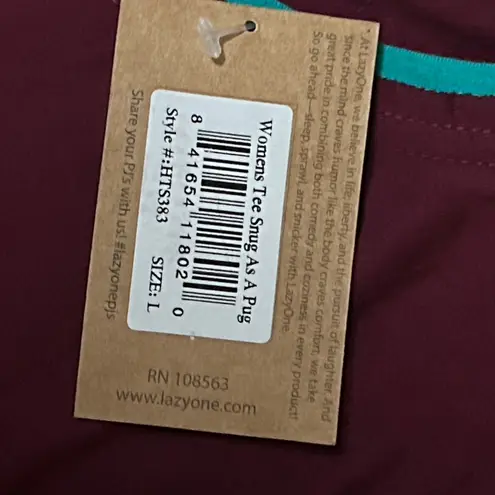 At LazyOne, we believe in life, liberty, and the pursuit of laughter. And
since the mind craves humor like the body craves comfort, we take
great pride in combining both comedy and coziness in every product!
So go ahead—sleep, sprawl, and snicker with LazyOne.
Womens Tee Snug As A Pug
8 41654 11802 0
Style #:HTS383 SIZE: L
Share your PJ's with us! #lazyonepjs
RN 108563
www.lazyone.com